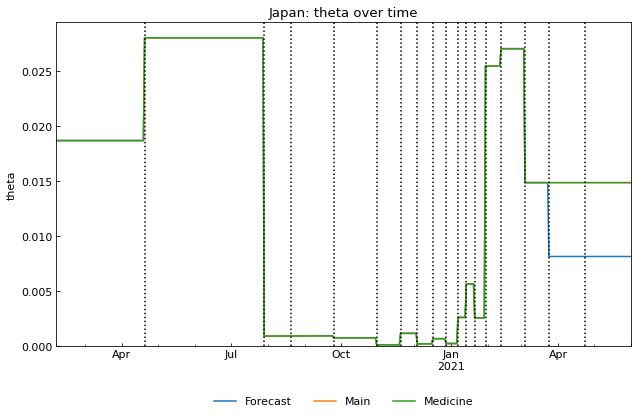 Japan: theta over time
theta
0.025
0.020
0.015
0.010
0.005
0.000
Apr Jul Oct Jan Apr
2021
Forecast Main Medicine